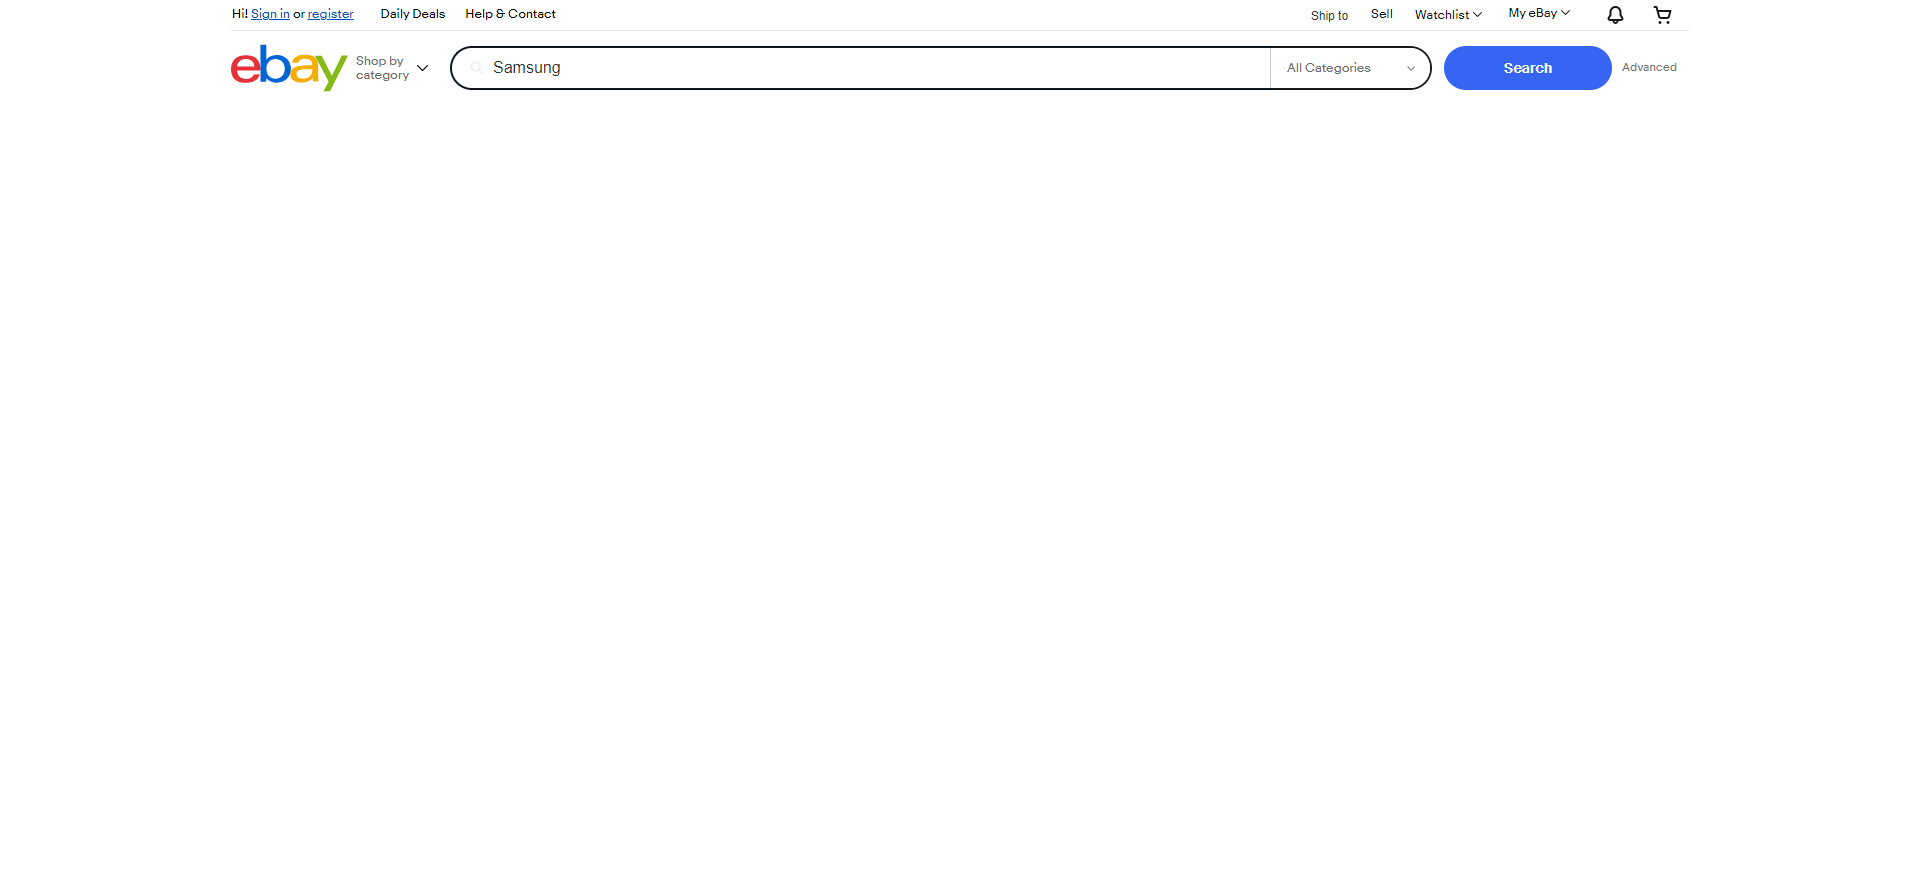 Hi! Sign in or register Daily Deals Help & Contact Ship to Sell Watchlist My eBay
ebay Shop by category Samsung All Categories Search Advanced